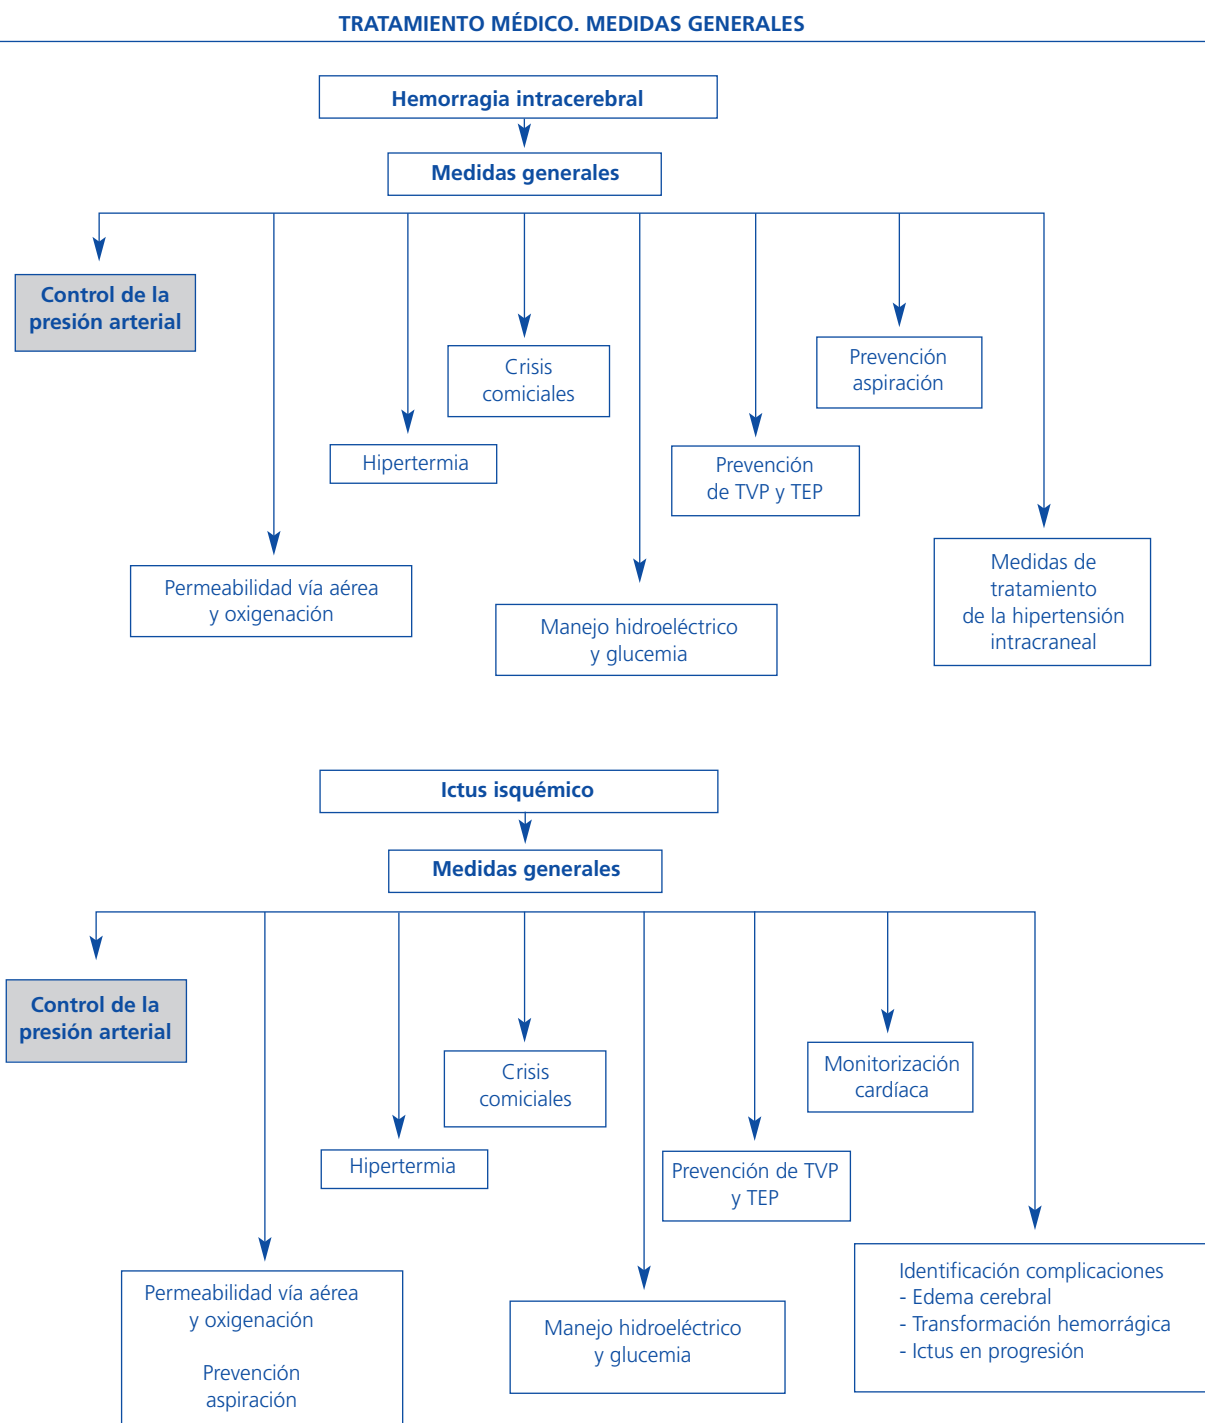 TRATAMIENTO MÉDICO. MEDIDAS GENERALES
Hemorragia intracerebral
Medidas generales
Control de la
presión arterial
Permeabilidad vía aérea
y oxigenación
Hipertermia
Crisis
comiciales
Manejo hidroeléctrico
y glucemia
Prevención
de TVP y TEP
Prevención
aspiración
Medidas de
tratamiento
de la hipertensión
intracraneal
Ictus isquémico
Medidas generales
Control de la
presión arterial
Permeabilidad vía aérea
y oxigenación
Prevención
aspiración
Hipertermia
Crisis
comiciales
Manejo hidroeléctrico
y glucemia
Prevención de TVP
y TEP
Monitorización
cardíaca
Identificación complicaciones
- Edema cerebral
- Transformación hemorrágica
- Ictus en progresión